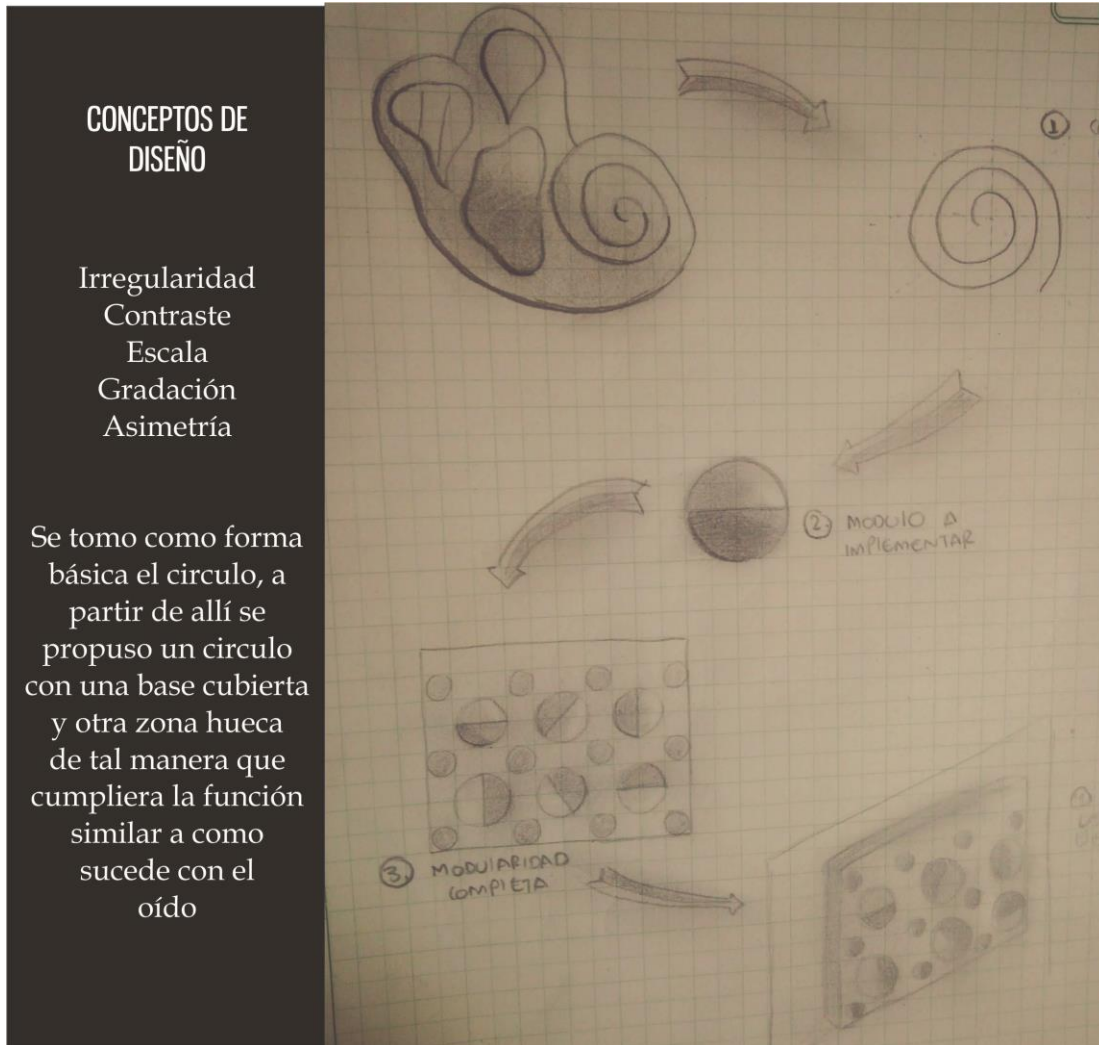 CONCEPTOS DE
DISEÑO
Irregularidad
Contraste
Escala
Gradación
Asimetría
Se tomo como forma
básica el circulo, a
partir de allí se
propuso un circulo
con una base cubierta
y otra zona hueca
de tal manera que
cumpliera la función
similar a como
sucede con el
oído
①
② MODULO A
IMPLEMENTAR
③ MODULARIDAD
COMPLETA